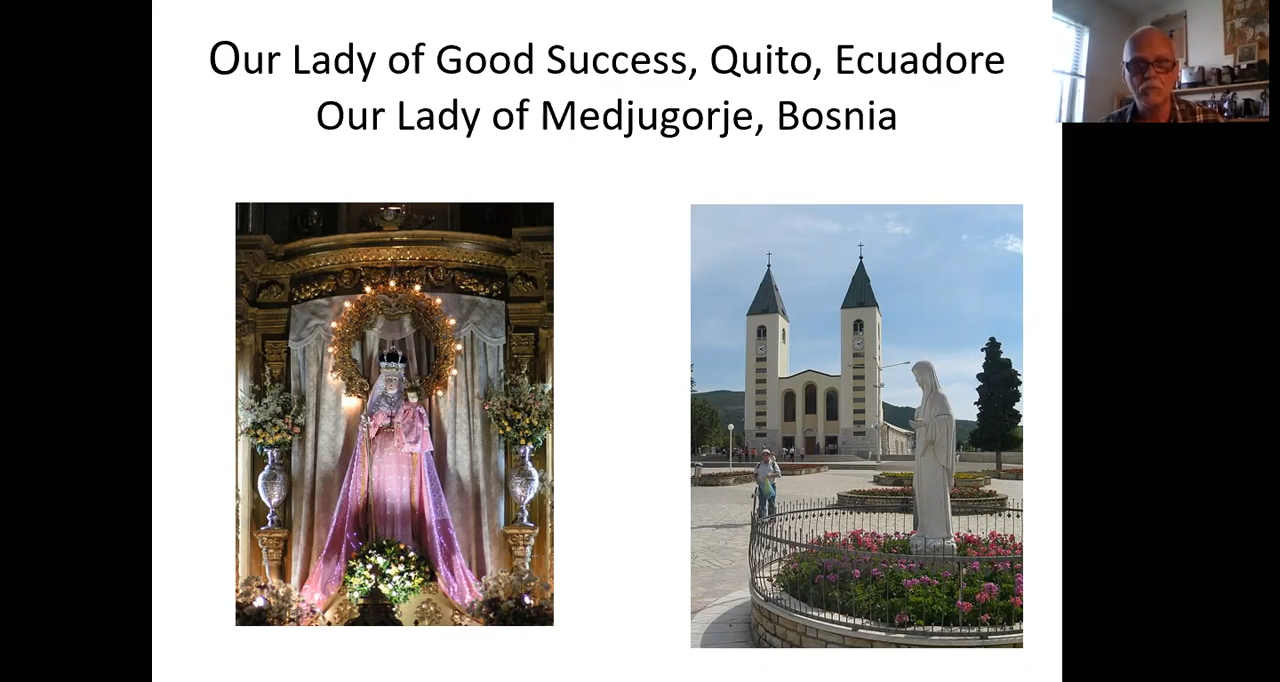 Our Lady of Good Success, Quito, Ecuadore
Our Lady of Medjugorje, Bosnia